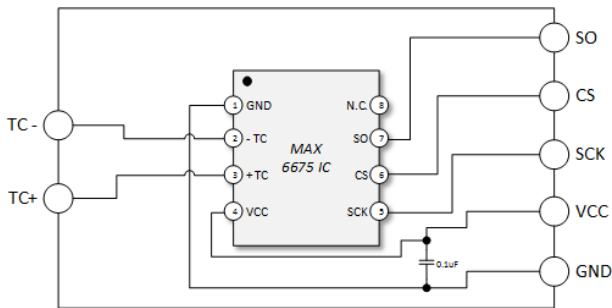 SO
1 GND
N.C. 8
CS
TC -
2 - TC
MAX
6675 IC
SO 7
SCK
3 +TC
CS 6
TC+
4 VCC
SCK 5
VCC
0.1uF
GND